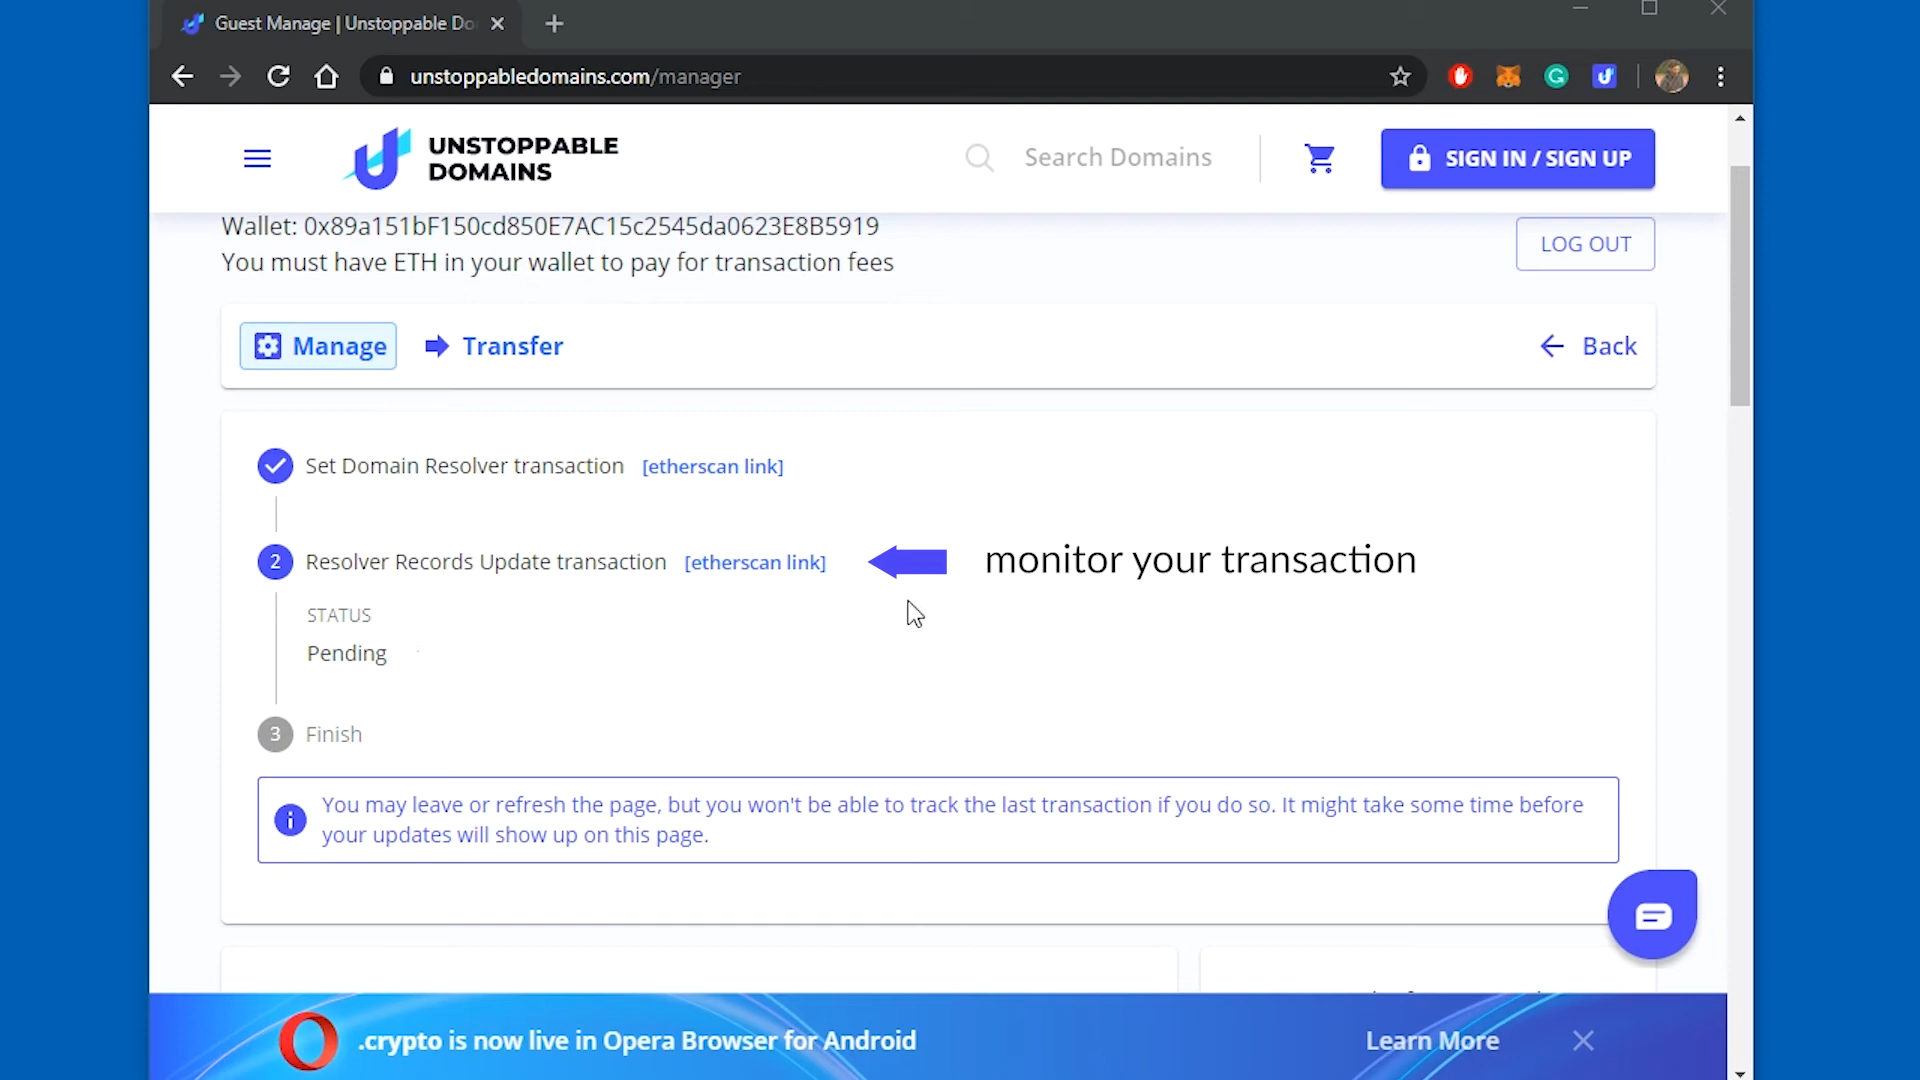 Guest Manage | Unstoppable Do
unstoppabledomains.com/manager
UNSTOPPABLE
DOMAINS
Search Domains
SIGN IN / SIGN UP
Wallet: 0x89a151bF150cd850E7AC15c2545da0623E8B5919
You must have ETH in your wallet to pay for transaction fees
LOG OUT
Manage
Transfer
Back
Set Domain Resolver transaction [etherscan link]
2 Resolver Records Update transaction [etherscan link]
monitor your transaction
STATUS
Pending
3 Finish
You may leave or refresh the page, but you won't be able to track the last transaction if you do so. It might take some time before
your updates will show up on this page.
.crypto is now live in Opera Browser for Android
Learn More